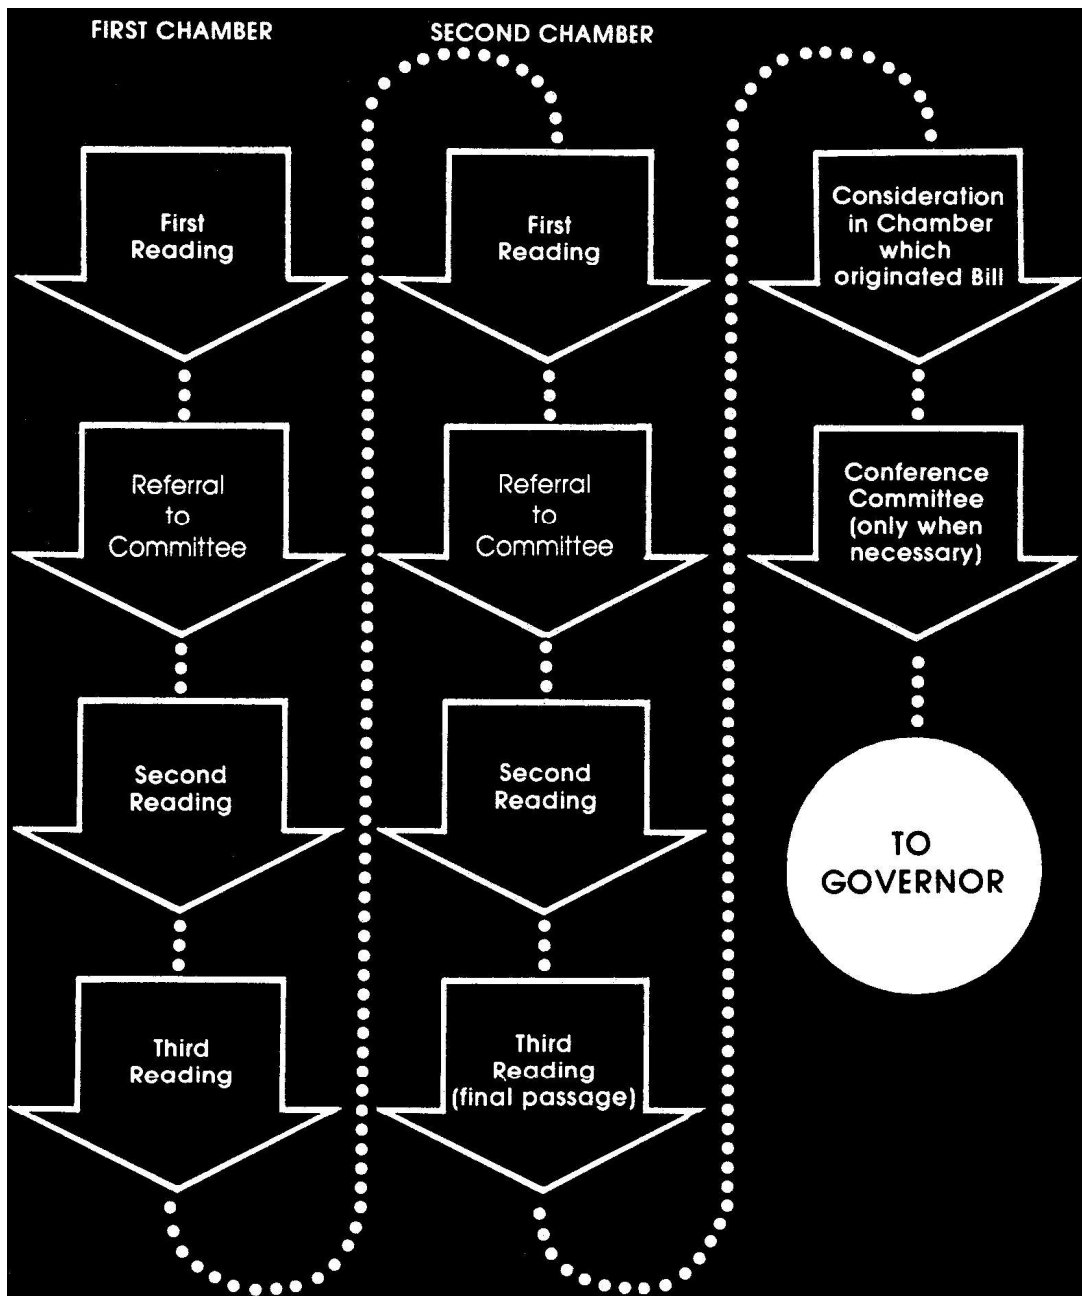 FIRST CHAMBER
First
Reading
Referral
to
Committee
Second
Reading
Third
Reading
SECOND CHAMBER
First
Reading
Referral
to
Committee
Second
Reading
Third
Reading
(final passage)
Consideration
in Chamber
which
originated Bill
Conference
Committee
(only when
necessary)
TO
GOVERNOR